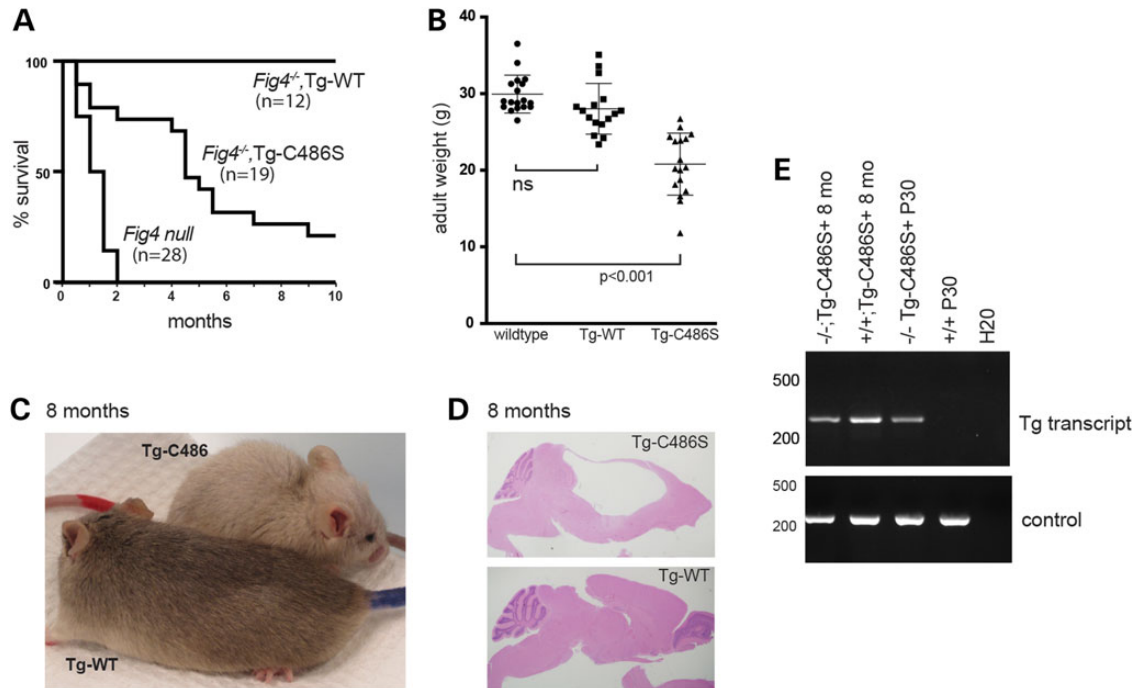 A
100
50
0
% survival
Fig4-/-,Tg-WT
(n=12)
Fig4-/-,Tg-C486S
(n=19)
Fig4 null
(n=28)
0 2 4 6 8 10
months
B
40
30
20
10
0
adult weight (g)
ns
p<0.001
wildtype Tg-WT Tg-C486S
C 8 months
Tg-C486
Tg-WT
D 8 months
Tg-C486S
Tg-WT
E
-/-;Tg-C486S+ 8 mo
+/+;Tg-C486S+ 8 mo
-/- Tg-C486S+ P30
+/+ P30
H20
500
200
Tg transcript
500
200
control